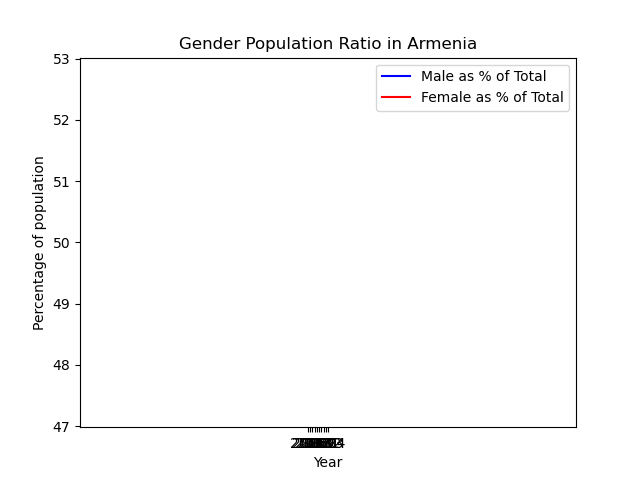 Gender Population Ratio in Armenia
53
Male as % of Total
Female as % of Total
52
51
50
49
48
47
Percentage of population
Year